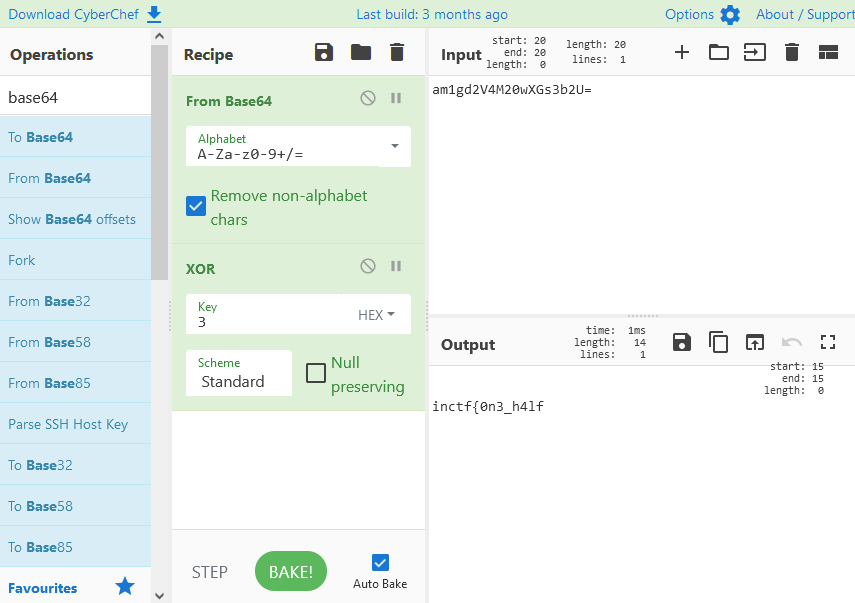 Download CyberChef
Last build: 3 months ago
Options
About / Support
Operations
base64
To Base64
From Base64
Show Base64 offsets
Fork
From Base32
From Base58
From Base85
Parse SSH Host Key
To Base32
To Base58
To Base85
Favourites
Recipe
From Base64
Alphabet
A-Za-z0-9+/=
Remove non-alphabet
chars
XOR
Key
3
HEX
Scheme
Standard
Null
preserving
STEP
BAKE!
Auto Bake
Input
start: 20
end: 20
length: 0
length: 20
lines: 1
am1gd2V4M20wXGs3b2U=
Output
time: 1ms
length: 14
lines: 1
start: 15
end: 15
length: 0
inctf{0n3_h4lf